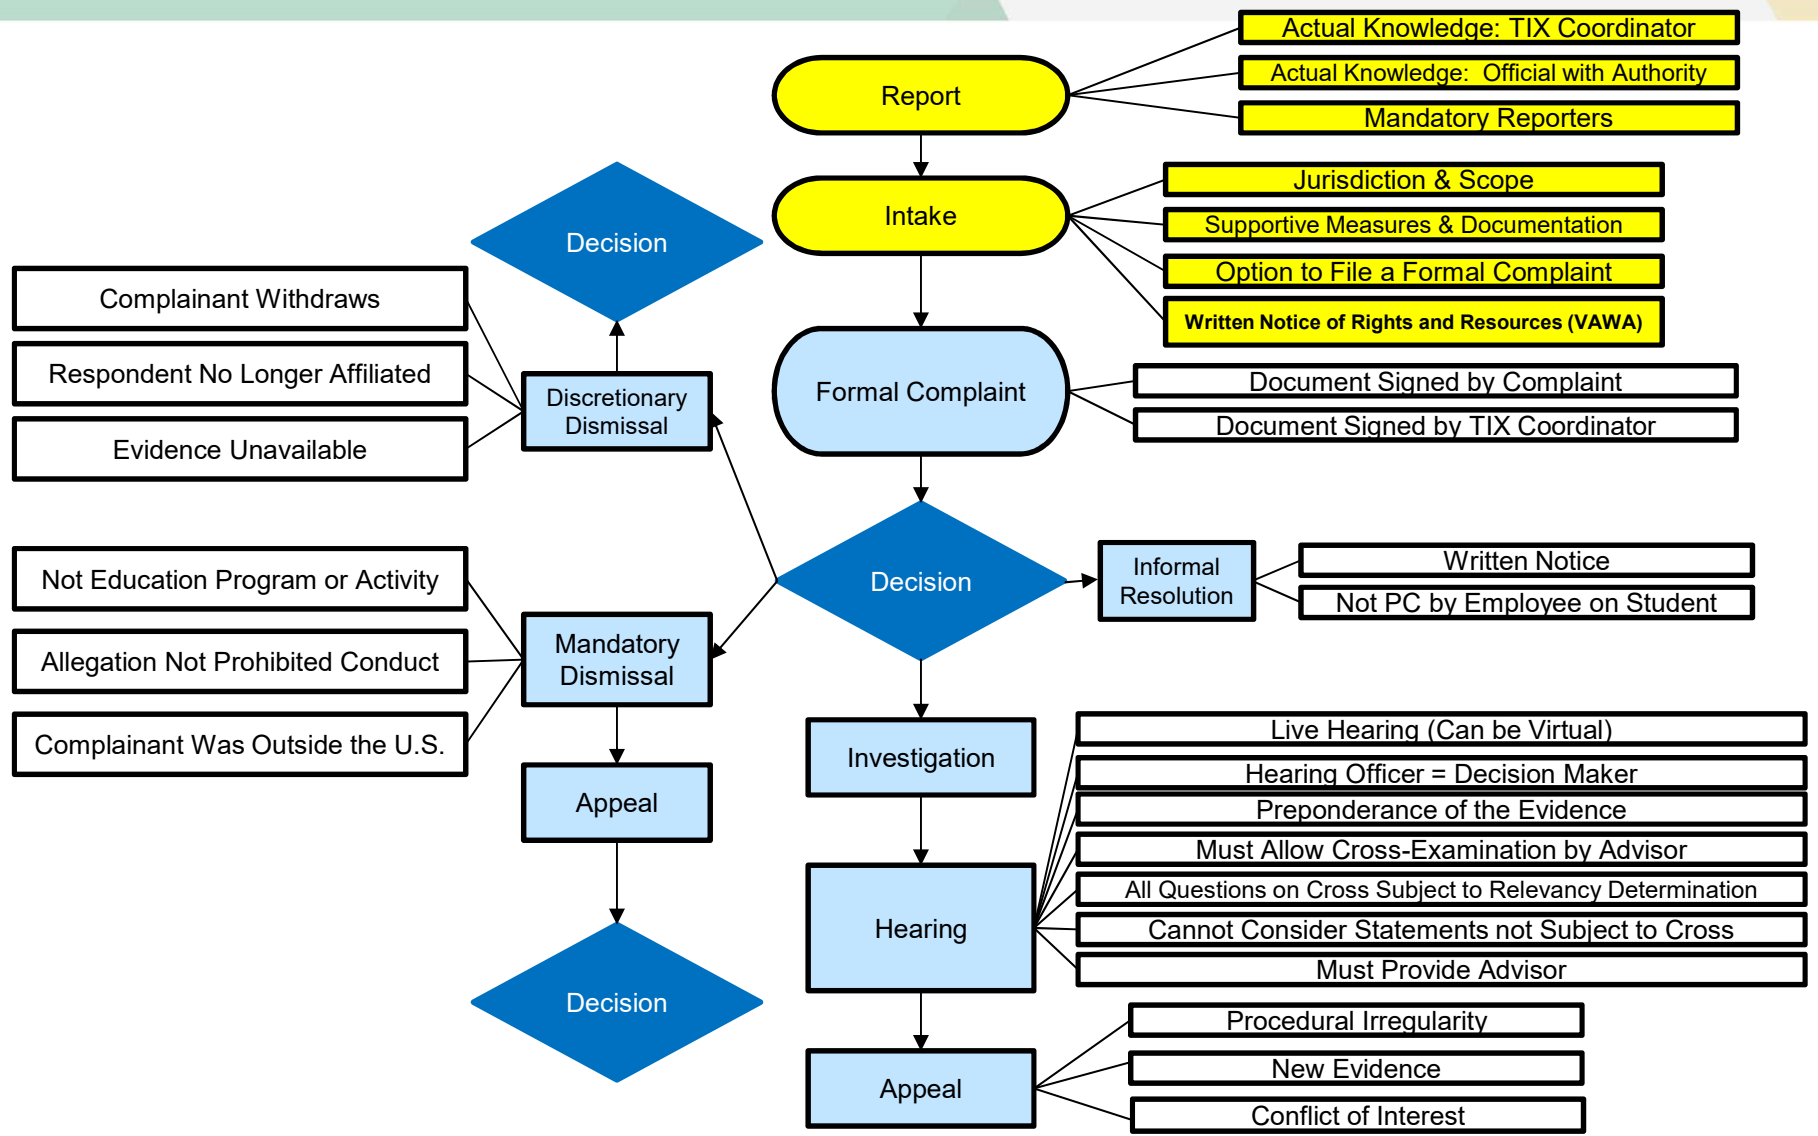 Actual Knowledge: TIX Coordinator
Report
Actual Knowledge: Official with Authority
Mandatory Reporters
Jurisdiction & Scope
Intake
Supportive Measures & Documentation
Option to File a Formal Complaint
Written Notice of Rights and Resources (VAWA)
Decision
Complainant Withdraws
Respondent No Longer Affiliated
Evidence Unavailable
Discretionary
Dismissal
Formal Complaint
Document Signed by Complaint
Document Signed by TIX Coordinator
Decision
Informal
Resolution
Written Notice
Not PC by Employee on Student
Not Education Program or Activity
Allegation Not Prohibited Conduct
Complainant Was Outside the U.S.
Mandatory
Dismissal
Appeal
Decision
Investigation
Live Hearing (Can be Virtual)
Hearing Officer = Decision Maker
Preponderance of the Evidence
Must Allow Cross-Examination by Advisor
All Questions on Cross Subject to Relevancy Determination
Hearing
Cannot Consider Statements not Subject to Cross
Must Provide Advisor
Appeal
Procedural Irregularity
New Evidence
Conflict of Interest